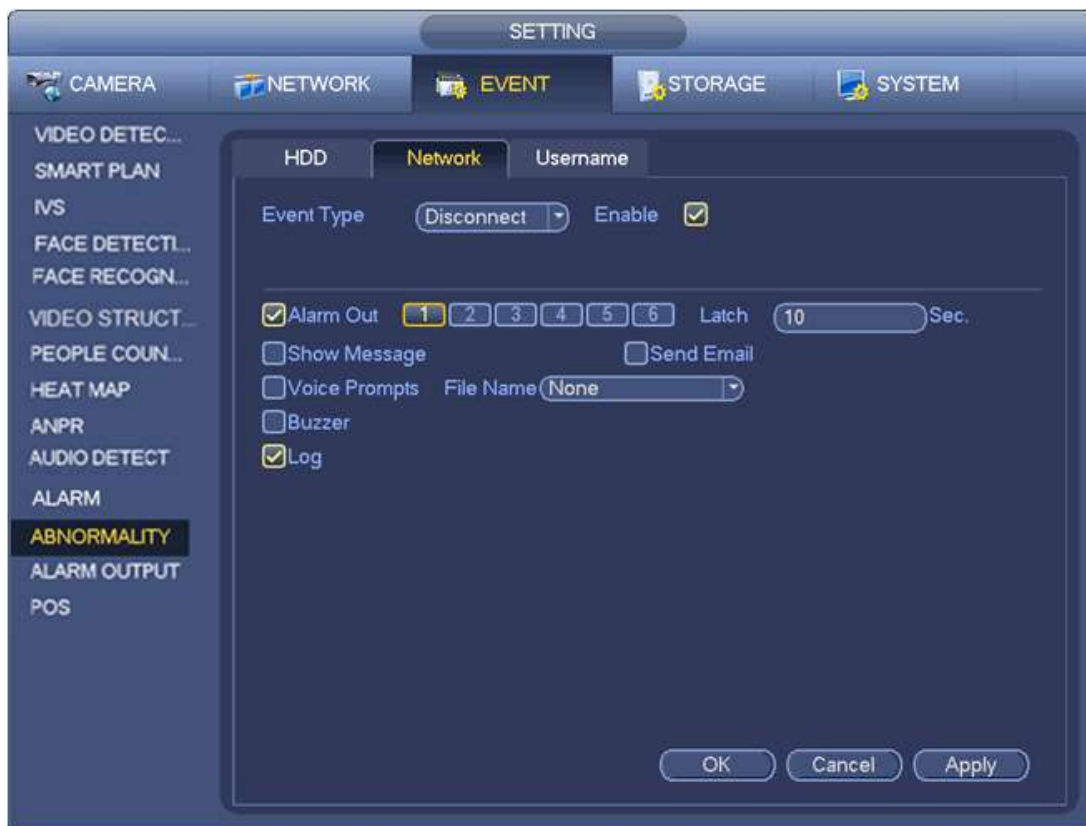 SETTING
CAMERA NETWORK EVENT STORAGE SYSTEM
VIDEO DETEC...
SMART PLAN
IVS
FACE DETECTI...
FACE RECOGN...
VIDEO STRUCT...
PEOPLE COUN...
HEAT MAP
ANPR
AUDIO DETECT
ALARM
ABNORMALITY
ALARM OUTPUT
POS
HDD Network Username
Event Type Disconnect Enable
Alarm Out 1 2 3 4 5 6 Latch 10 Sec.
Show Message Send Email
Voice Prompts File Name None
Buzzer
Log
OK Cancel Apply